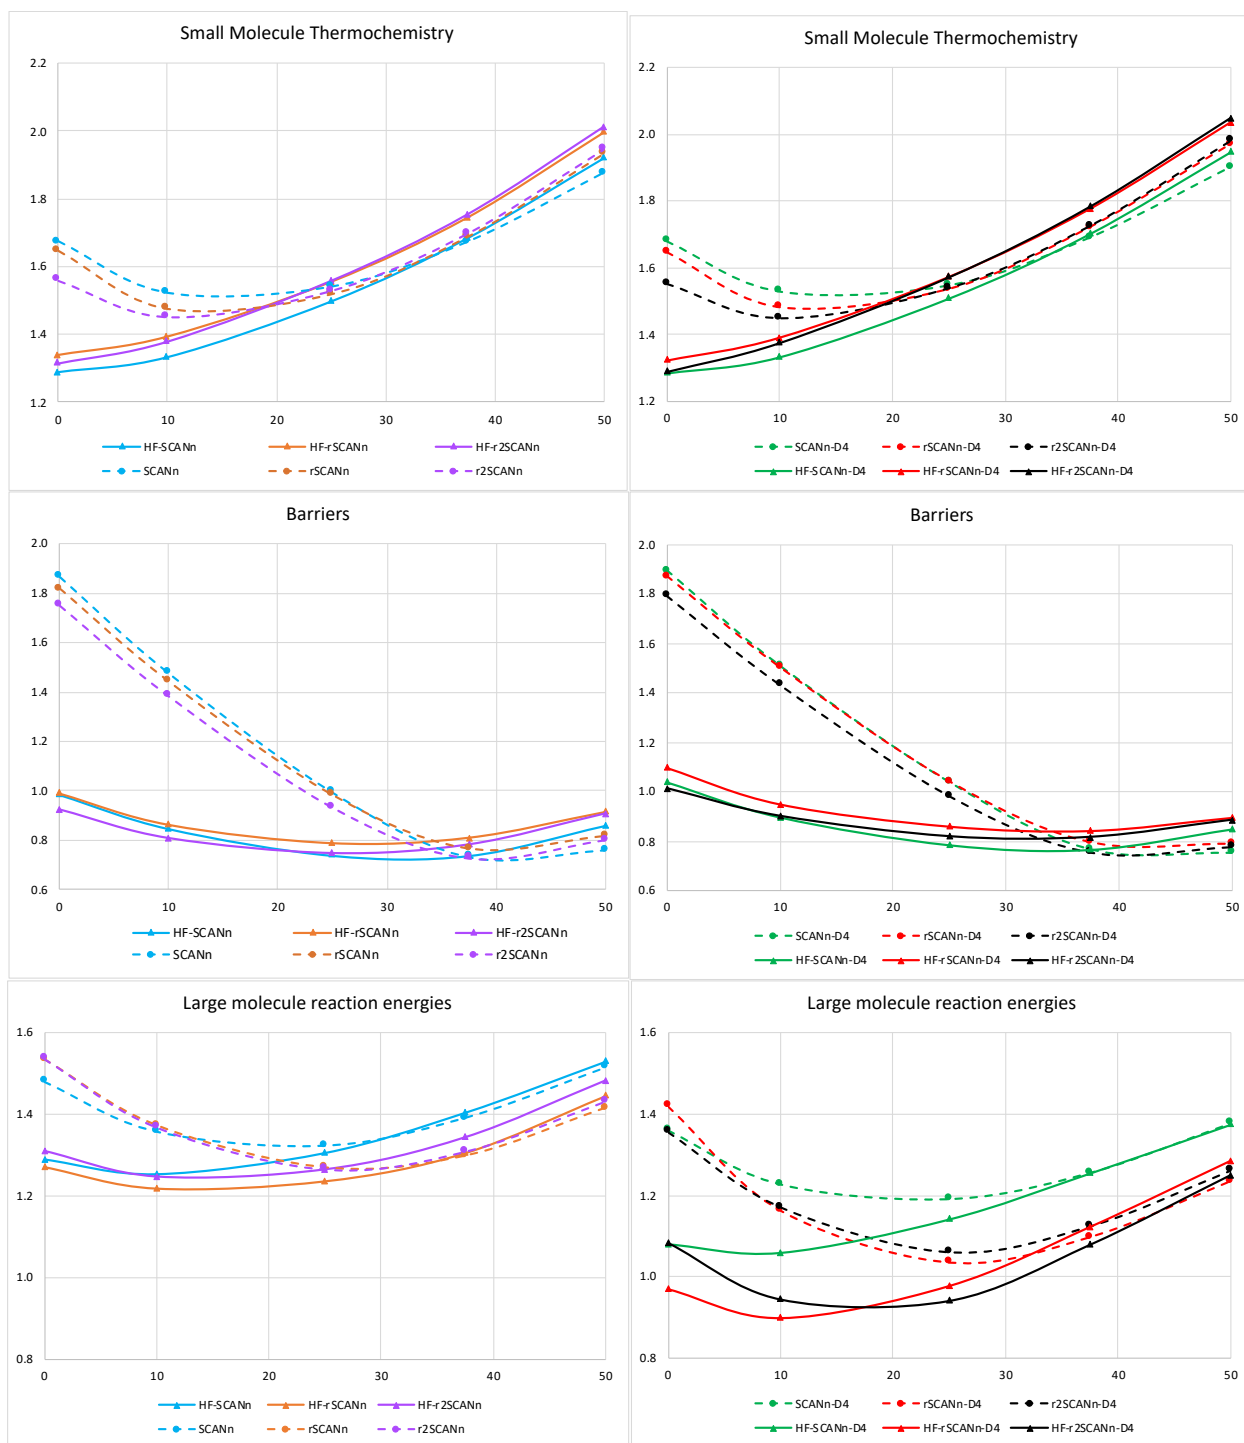 Small Molecule Thermochemistry
2.2
2.0
1.8
1.6
1.4
1.2
0 10 20 30 40 50
HF-SCANn HF-rSCANn HF-r2SCANn
SCANn rSCANn r2SCANn
Small Molecule Thermochemistry
2.2
2.0
1.8
1.6
1.4
1.2
0 10 20 30 40 50
SCANn-D4 rSCANn-D4 r2SCANn-D4
HF-SCANn-D4 HF-rSCANn-D4 HF-r2SCANn-D4
Barriers
2.0
1.8
1.6
1.4
1.2
1.0
0.8
0.6
0 10 20 30 40 50
HF-SCANn HF-rSCANn HF-r2SCANn
SCANn rSCANn r2SCANn
Barriers
2.0
1.8
1.6
1.4
1.2
1.0
0.8
0.6
0 10 20 30 40 50
SCANn-D4 rSCANn-D4 r2SCANn-D4
HF-SCANn-D4 HF-rSCANn-D4 HF-r2SCANn-D4
Large molecule reaction energies
1.6
1.4
1.2
1.0
0.8
0 10 20 30 40 50
HF-SCANn HF-rSCANn HF-r2SCANn
SCANn rSCANn r2SCANn
Large molecule reaction energies
1.6
1.4
1.2
1.0
0.8
0 10 20 30 40 50
SCANn-D4 rSCANn-D4 r2SCANn-D4
HF-SCANn-D4 HF-rSCANn-D4 HF-r2SCANn-D4